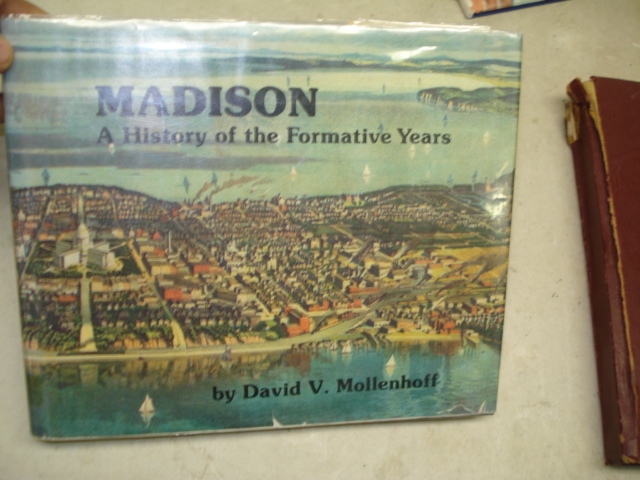 MADISON
A History of the Formative Years
by David V. Mollenhoff